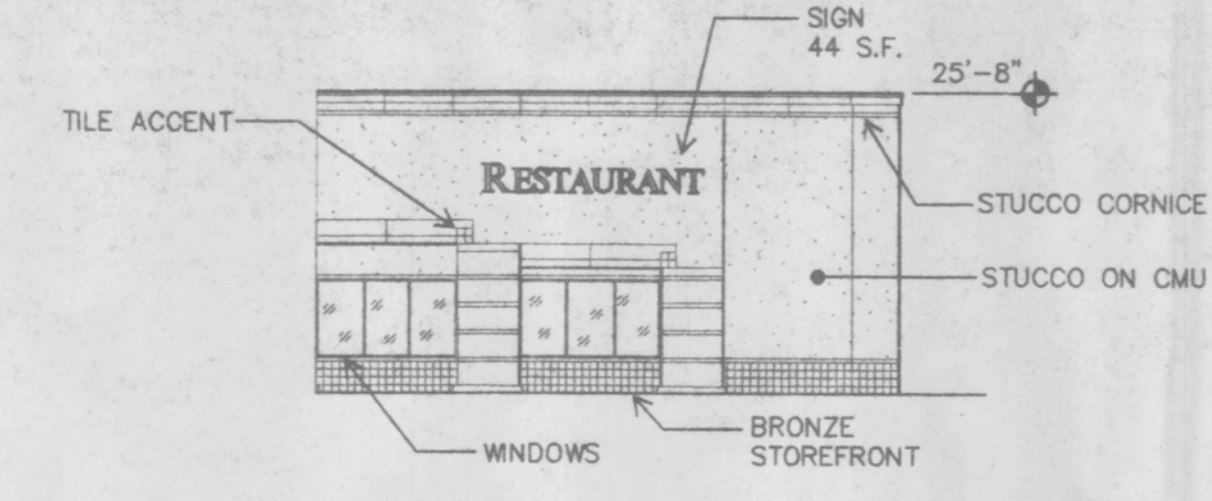 SIGN
44 S.F.
25'-8"
TILE ACCENT
RESTAURANT
STUCCO CORNICE
STUCCO ON CMU
BRONZE
STOREFRONT
WINDOWS